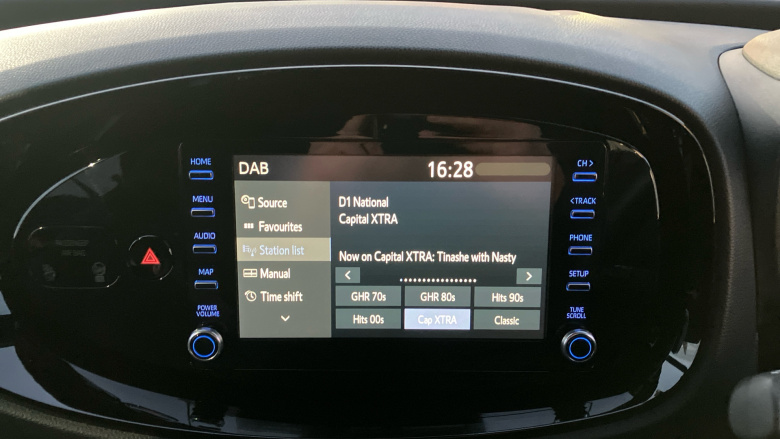 HOME
MENU
AUDIO
MAP
POWER
VOLUME
DAB
16:28
Source
Favourites
Station list
Manual
Time shift
D1 National
Capital XTRA
Now on Capital XTRA: Tinashe with Nasty
GHR 70s
GHR 80s
Hits 90s
Hits 00s
Cap XTRA
Classic
CH >
< TRACK
PHONE
SETUP
TUNE
SCROLL